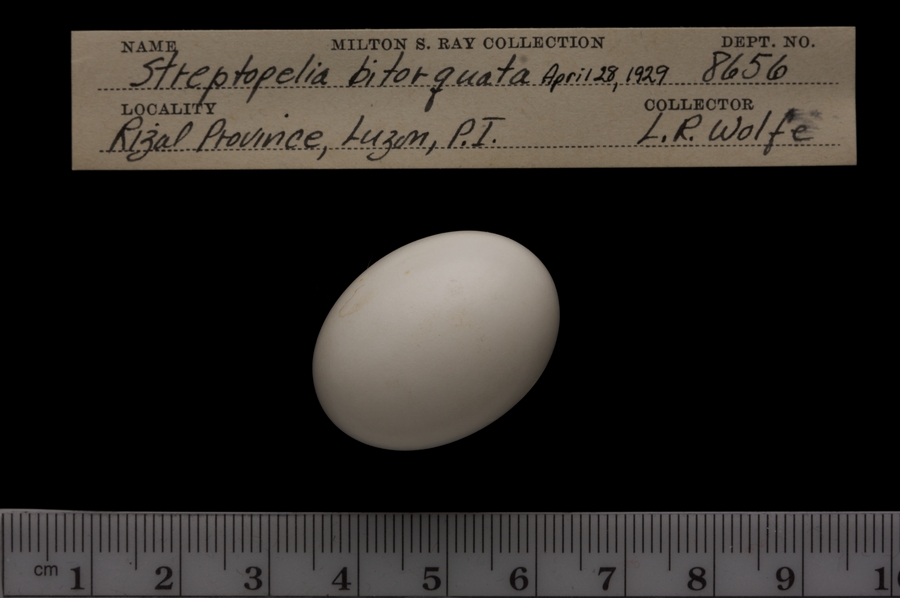 NAME MILTON S. RAY COLLECTION DEPT. NO.
Streptopelia bitorquata April 28, 1929 8656
LOCALITY COLLECTOR
Rizal Province, Luzon, P.I. L.R. Wolfe
cm 1 2 3 4 5 6 7 8 9 1